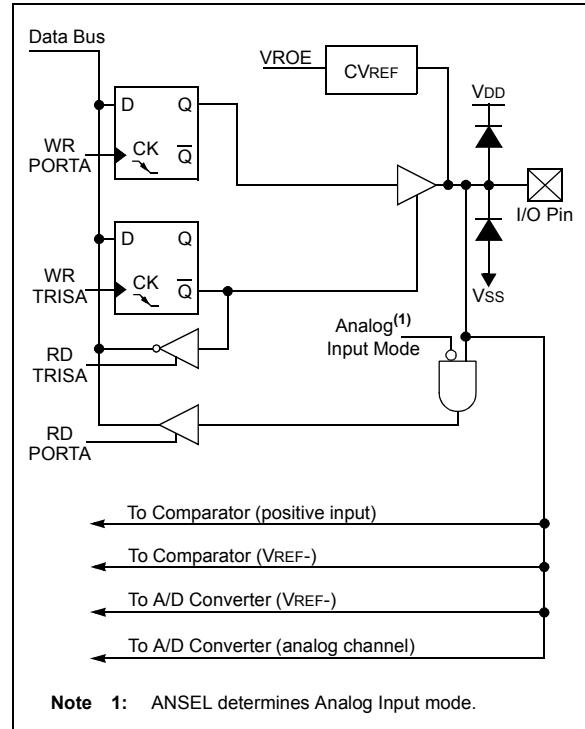 Data Bus
VROE
CVREF
VDD
D Q
WR
PORTA
CK Q
I/O Pin
D Q
WR
TRISA
CK Q
VSS
Analog(1)
Input Mode
RD
TRISA
RD
PORTA
To Comparator (positive input)
To Comparator (VREF-)
To A/D Converter (VREF-)
To A/D Converter (analog channel)
Note 1: ANSEL determines Analog Input mode.